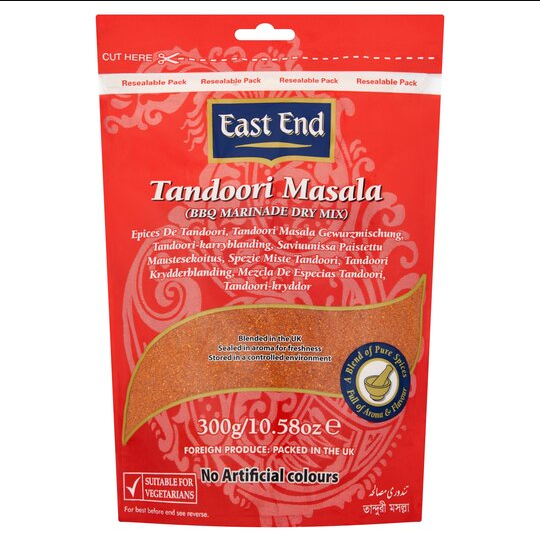 CUT HERE
Resealable Pack Resealable Pack Resealable Pack Resealable Pack
East End
Tandoori Masala
(BBQ MARINADE DRY MIX)
Epices De Tandoori, Tandoori Masala Gewurzmischung,
Tandoori-karryblanding, Saviuunissa Paistettu
Maustesekoitus, Spezie Miste Tandoori, Tandoori
Krydderblanding, Mezcla De Especias Tandoori,
Tandoori-kryddor
Blended in the UK
Sealed in aroma for freshness
Stored in a controlled environment
A Blend of Pure Spices
Full of Aroma & Flavour
300g/10.58oz℮
FOREIGN PRODUCE: PACKED IN THE UK
No Artificial colours
SUITABLE FOR
VEGETARIANS
For best before end see reverse.
تندوری مصالحہ
তান্দুরী মসল্লা